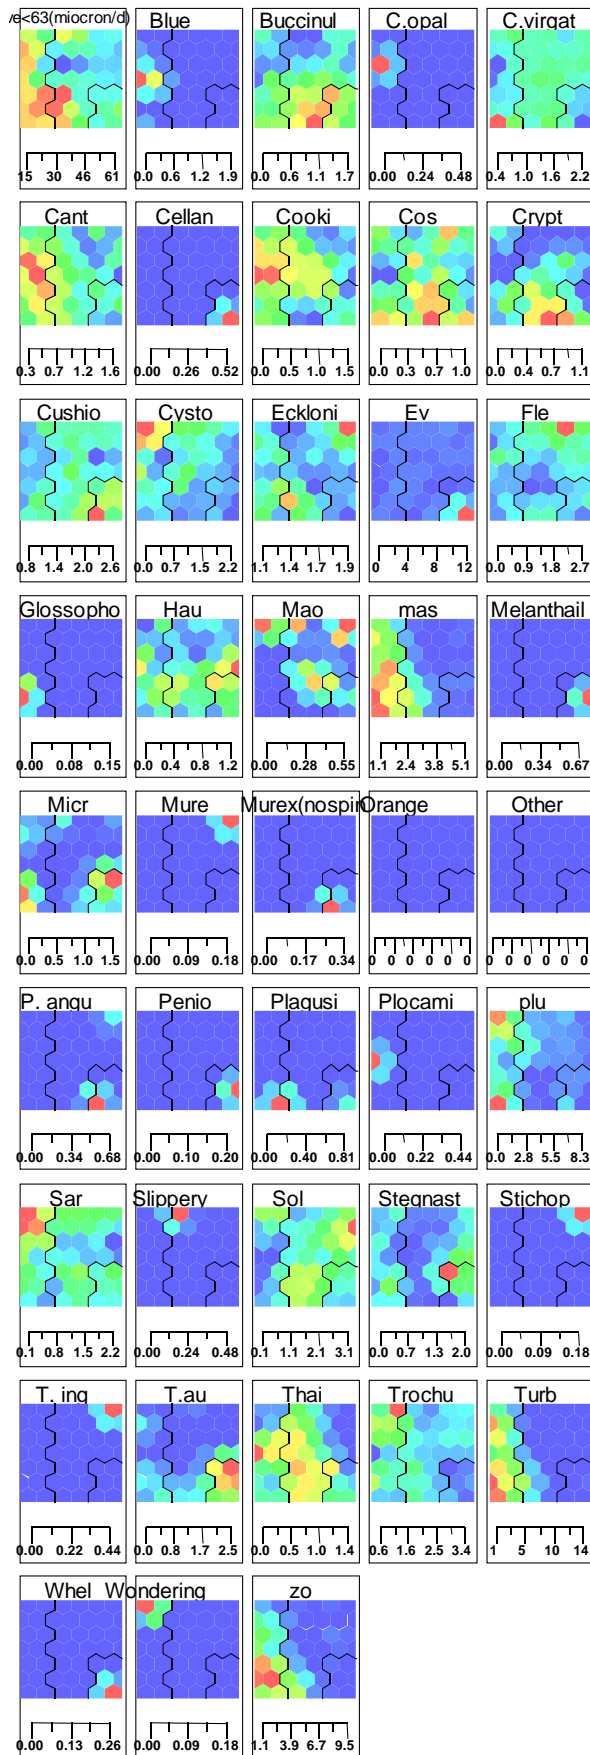 ve<63(miocron/d) Blue Buccinul C.opal C.virgat
15 30 46 61 0.0 0.6 1.2 1.9 0.0 0.6 1.1 1.7 0.00 0.24 0.48 0.4 1.0 1.6 2.2
Cant Cellan Cooki Cos Crypt
0.3 0.7 1.2 1.6 0.00 0.26 0.52 0.0 0.5 1.0 1.5 0.0 0.3 0.7 1.0 0.0 0.4 0.7 1.1
Cushio Cysto Eckloni Ev Fle
0.8 1.4 2.0 2.6 0.0 0.7 1.5 2.2 1.1 1.4 1.7 1.9 0 4 8 12 0.0 0.9 1.8 2.7
Glossopho Hau Mao mas Melanthail
0.00 0.08 0.15 0.0 0.4 0.8 1.2 0.00 0.28 0.55 1.1 2.4 3.8 5.1 0.00 0.34 0.67
Micr Mure Murex(nospin Orange Other
0.0 0.5 1.0 1.5 0.00 0.09 0.18 0.00 0.17 0.34 0 0 0 0 0 0 0 0 0 0 0 0
P. angu Penio Plagusi Plocami plu
0.00 0.34 0.68 0.00 0.10 0.20 0.00 0.40 0.81 0.00 0.22 0.44 0.0 2.8 5.5 8.3
Sar Slippery Sol Stegnast Stichop
0.1 0.8 1.5 2.2 0.00 0.24 0.48 0.1 1.1 2.1 3.1 0.0 0.7 1.3 2.0 0.00 0.09 0.18
T. ing T.au Thai Trochu Turb
0.00 0.22 0.44 0.0 0.8 1.7 2.5 0.0 0.5 1.0 1.4 0.6 1.6 2.5 3.4 1 5 10 14
Whel Wondering zo
0.00 0.13 0.26 0.00 0.09 0.18 1.1 3.9 6.7 9.5